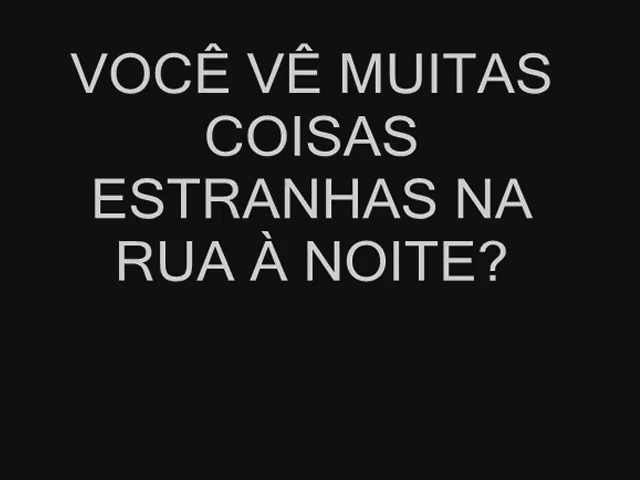 VOCÊ VÊ MUITAS
COISAS
ESTRANHAS NA
RUA À NOITE?